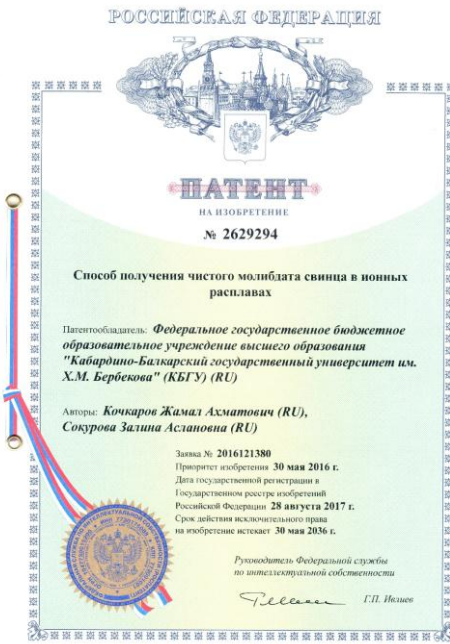 РОССИЙСКАЯ ФЕДЕРАЦИЯ
ПАТЕНТ
НА ИЗОБРЕТЕНИЕ
№ 2629294
Способ получения чистого молибдата свинца в ионных
расплавах
Патентообладатель: Федеральное государственное бюджетное
образовательное учреждение высшего образования
"Кабардино-Балкарский государственный университет им.
Х.М. Бербекова" (КБГУ) (RU)
Авторы: Кочкаров Жамал Ахматович (RU),
Сокурова Залина Аслановна (RU)
Заявка № 2016121380
Приоритет изобретения 30 мая 2016 г.
Дата государственной регистрации в
Государственном реестре изобретений
Российской Федерации 28 августа 2017 г.
Срок действия исключительного права
на изобретение истекает 30 мая 2036 г.
Руководитель Федеральной службы
по интеллектуальной собственности
Г.П. Ивлиев